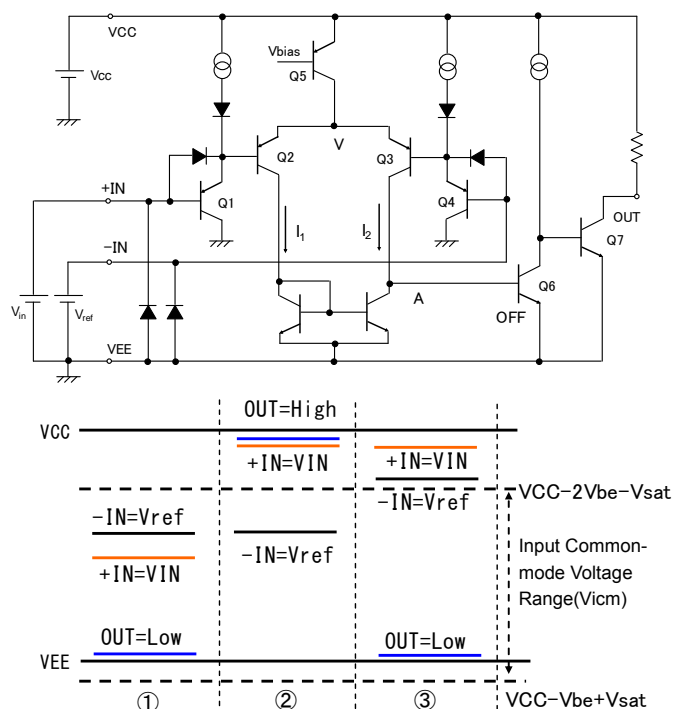 VCC
Vcc
Vbias
Q5
V
Q2
Q3
+IN
Q1
Q4
OUT
I1
I2
Q7
−IN
Q6
Vin
Vref
A
OFF
VEE
OUT=High
VCC
+IN=VIN
+IN=VIN
VCC-2Vbe-Vsat
-IN=Vref
-IN=Vref
-IN=Vref
Input Common-
mode Voltage
Range(Vicm)
+IN=VIN
OUT=Low
OUT=Low
VEE
① ② ③
VCC-Vbe+Vsat